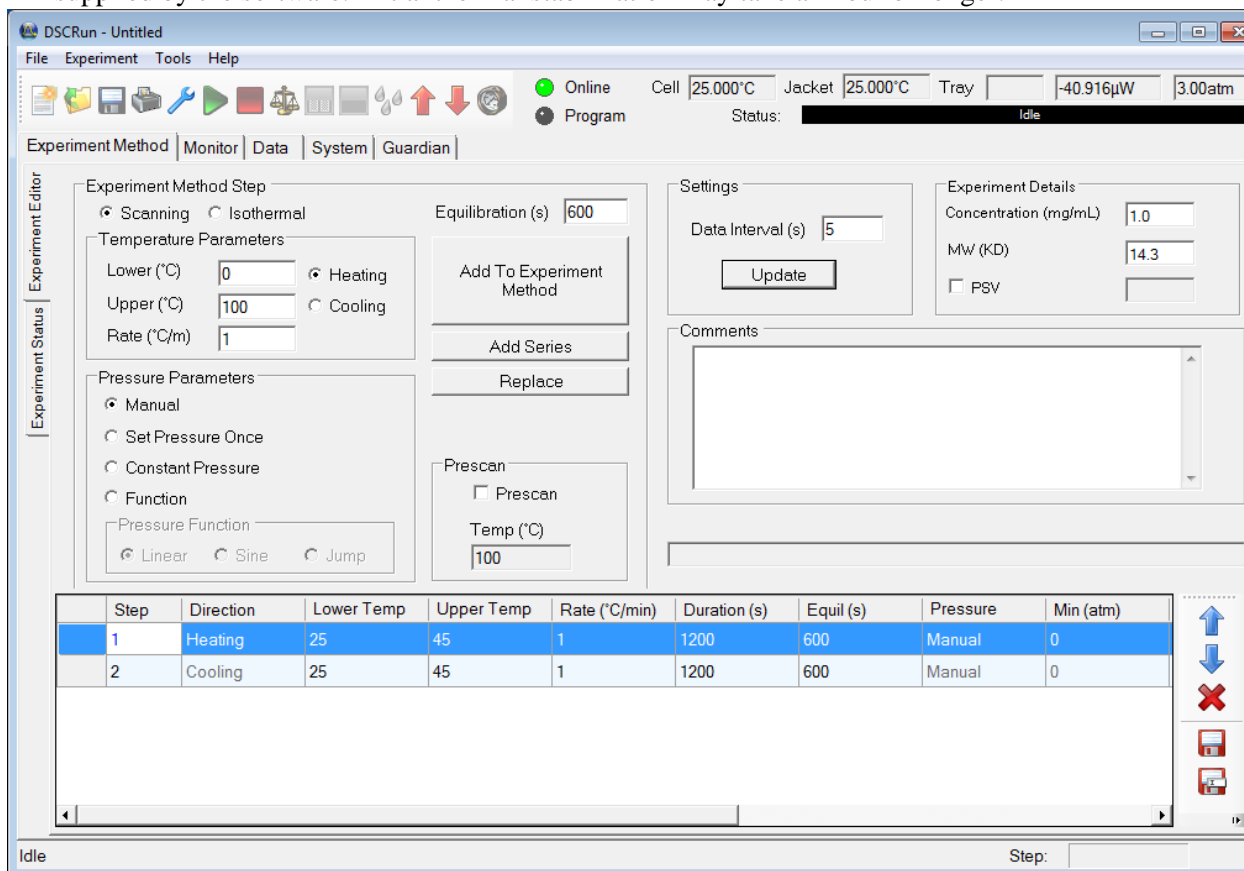 DSCRun - Untitled
File Experiment Tools Help
Online Cell 25.000°C Jacket 25.000°C Tray -40.916µW 3.00atm
Program Status: Idle
Experiment Method Monitor Data System Guardian
Experiment Editor
Experiment Status
Experiment Method Step
Scanning Isothermal Equilibration (s) 600
Temperature Parameters
Lower (°C) 0 Heating
Upper (°C) 100 Cooling
Rate (°C/m) 1
Add To Experiment
Method
Add Series
Replace
Pressure Parameters
Manual
Set Pressure Once
Constant Pressure
Function
Pressure Function
Linear Sine Jump
Prescan
Prescan
Temp (°C)
100
Settings
Data Interval (s) 5
Update
Experiment Details
Concentration (mg/mL) 1.0
MW (KD) 14.3
PSV
Comments
Step Direction Lower Temp Upper Temp Rate (°C/min) Duration (s) Equil (s) Pressure Min (atm)
1 Heating 25 45 1 1200 600 Manual 0
2 Cooling 25 45 1 1200 600 Manual 0
Idle Step: